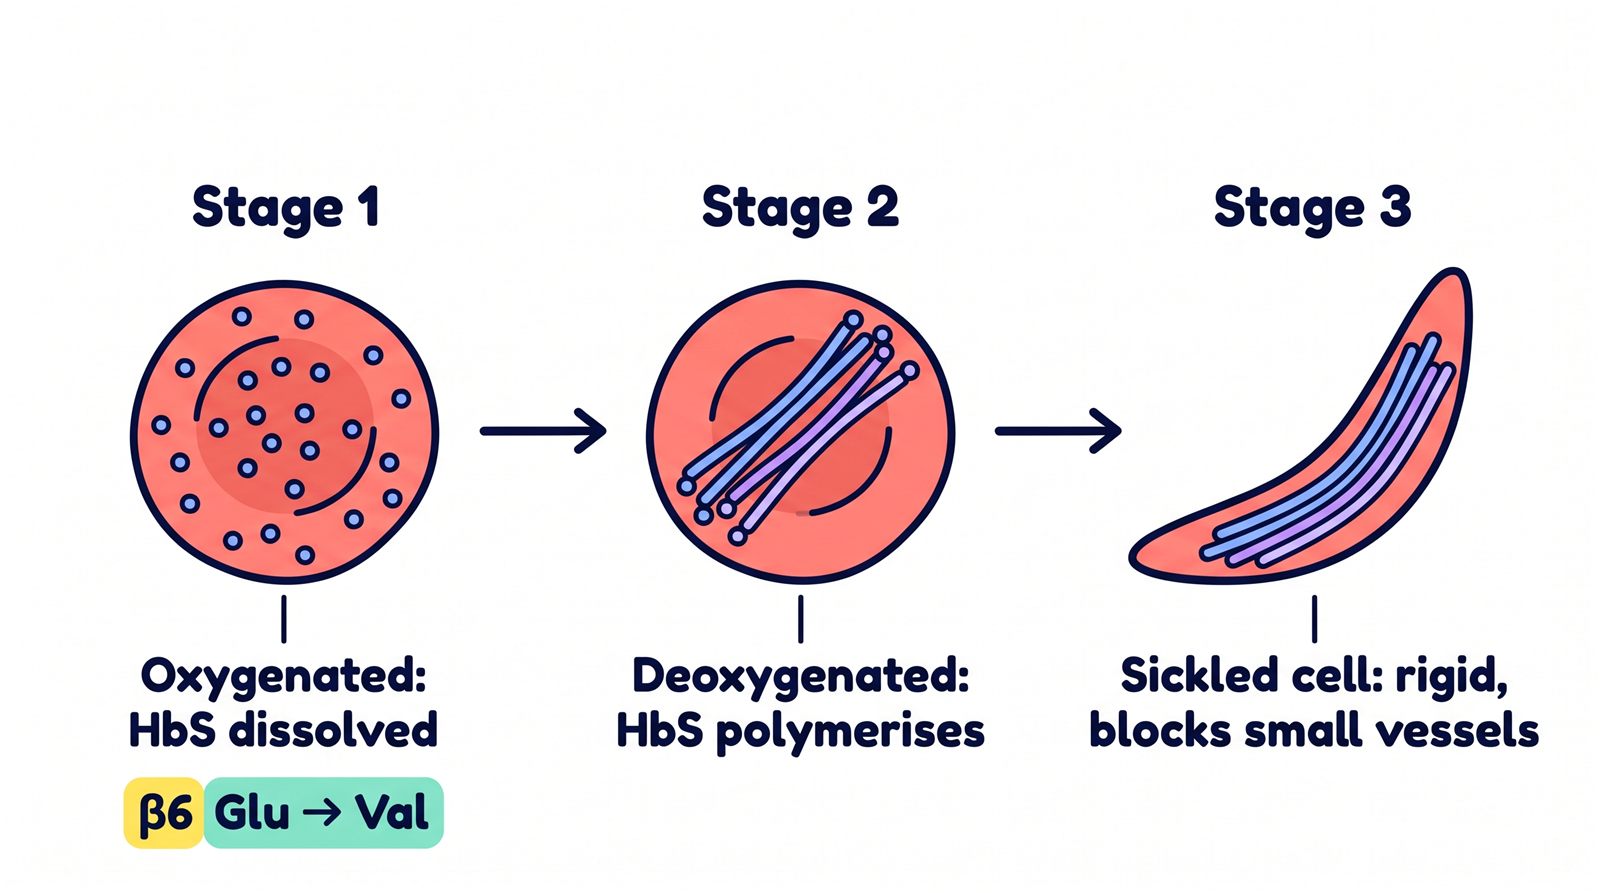 Stage 1
Stage 2
Stage 3
Oxygenated:
HbS dissolved
Deoxygenated:
HbS polymerises
Sickled cell: rigid,
blocks small vessels
β6 Glu → Val